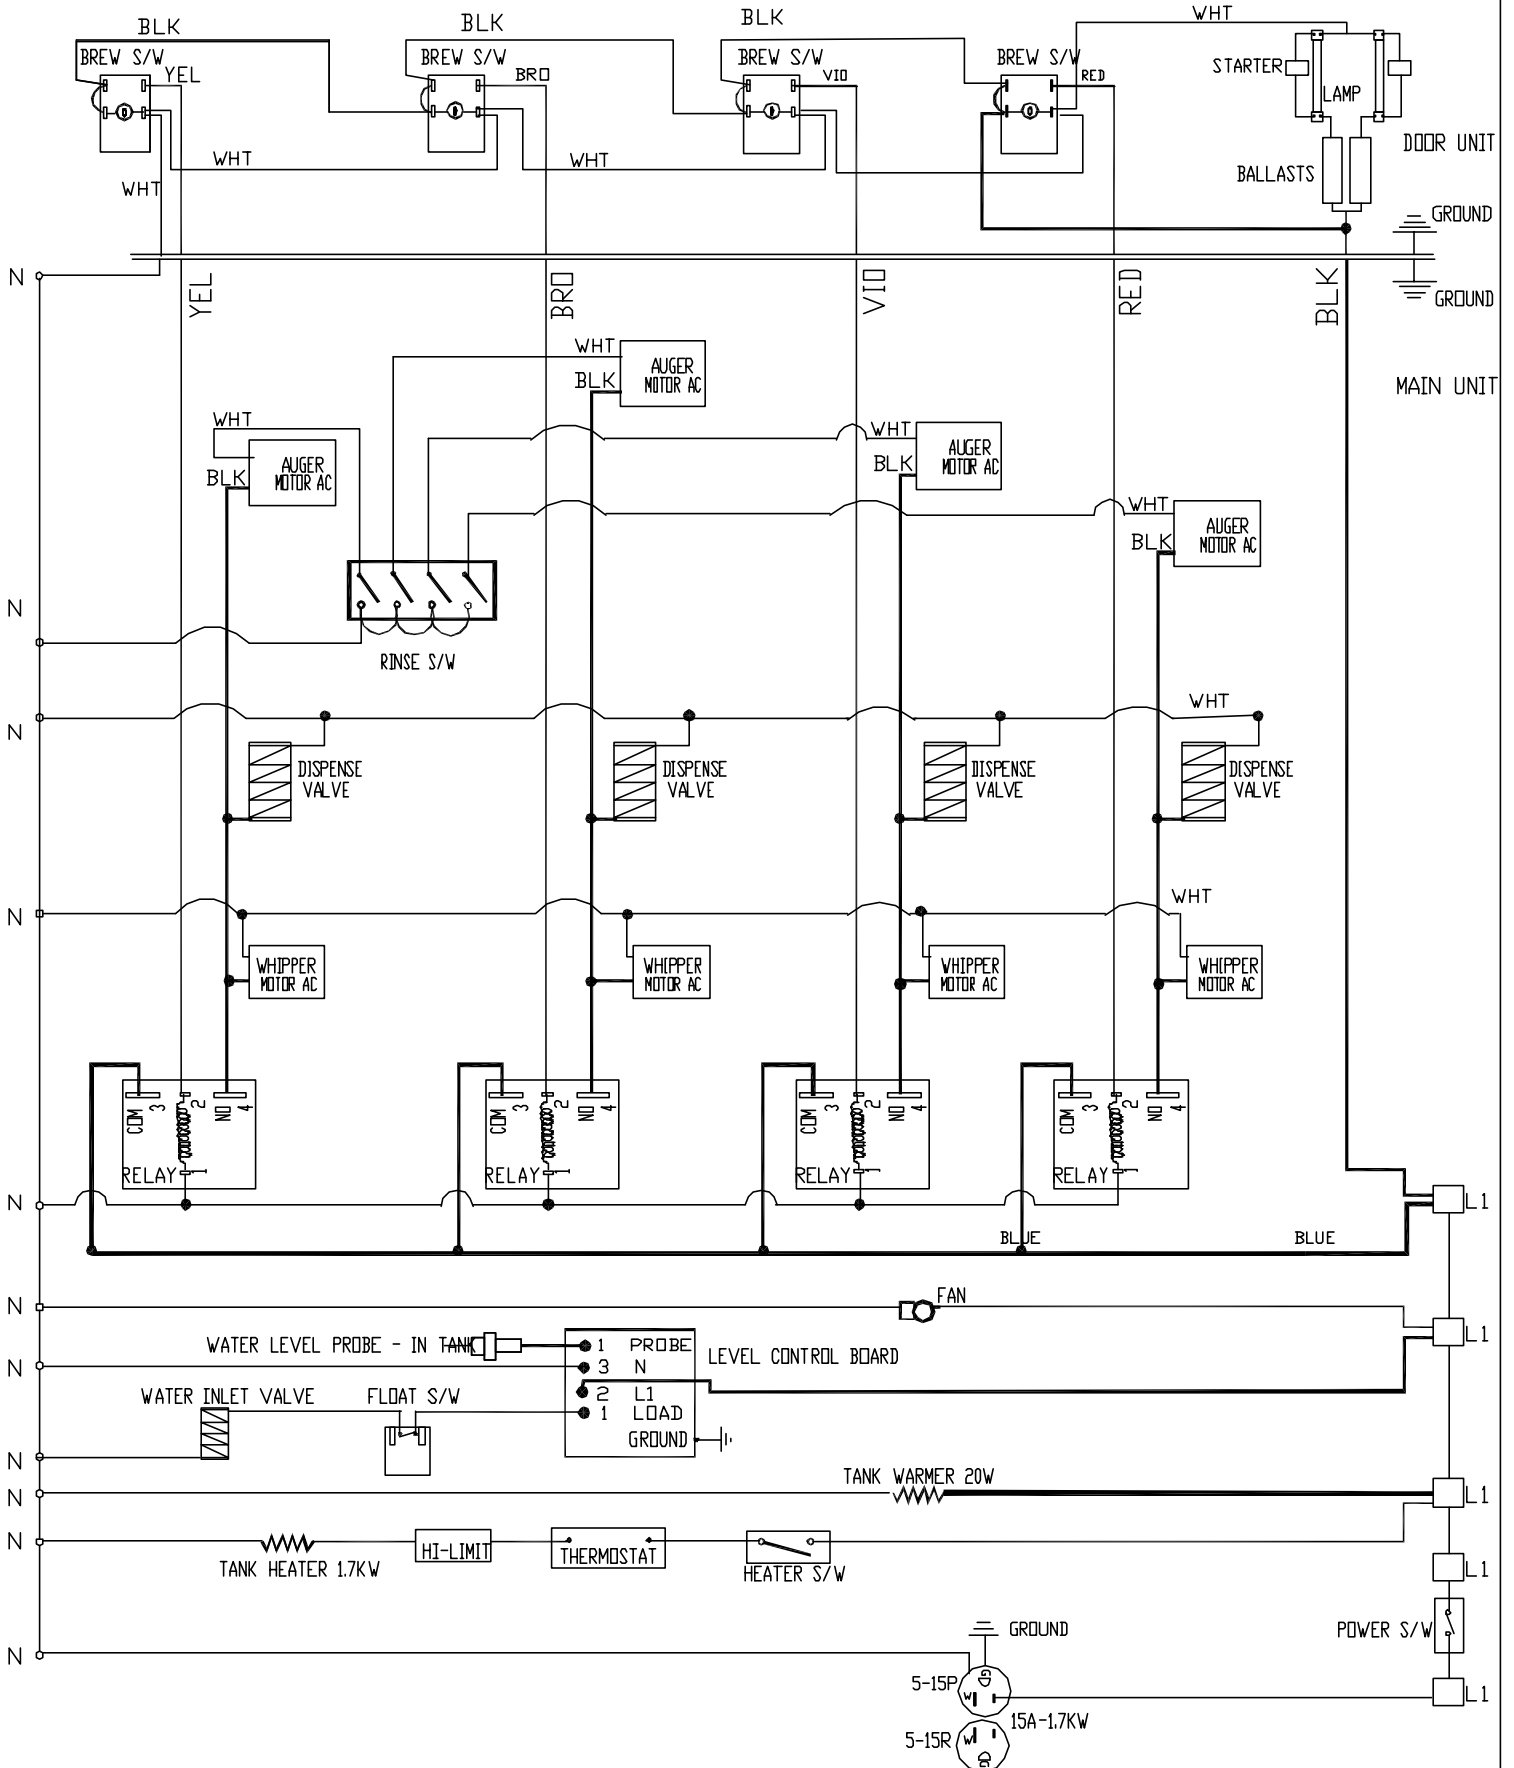 BLK
BLK
BLK
WHT
BREW S/W
BREW S/W
BREW S/W
BREW S/W
YEL
BRO
VIO
RED
STARTER
LAMP
DOOR UNIT
WHT
WHT
WHT
BALLASTS
GROUND
N
YEL
BRO
VIO
RED
BLK
GROUND
WHT
AUGER
MOTOR AC
BLK
MAIN UNIT
WHT
AUGER
MOTOR AC
BLK
WHT
AUGER
MOTOR AC
BLK
WHT
AUGER
MOTOR AC
BLK
N
RINSE S/W
N
WHT
DISPENSE
VALVE
DISPENSE
VALVE
DISPENSE
VALVE
DISPENSE
VALVE
N
WHT
WHIPPER
MOTOR AC
WHIPPER
MOTOR AC
WHIPPER
MOTOR AC
WHIPPER
MOTOR AC
COM 3 2 NO 4
RELAY 1
COM 3 2 NO 4
RELAY 1
COM 3 2 NO 4
RELAY 1
COM 3 2 NO 4
RELAY 1
N
L1
BLUE
BLUE
N
FAN
L1
WATER LEVEL PROBE - IN TANK
1 PROBE
LEVEL CONTROL BOARD
N
3 N
WATER INLET VALVE
FLOAT S/W
2 L1
1 LOAD
GROUND
N
TANK WARMER 20W
N
L1
N
TANK HEATER 1.7KW
HI-LIMIT
THERMOSTAT
HEATER S/W
L1
GROUND
POWER S/W
N
5-15P
GD
W
L1
15A-1.7KW
5-15R
W
GD